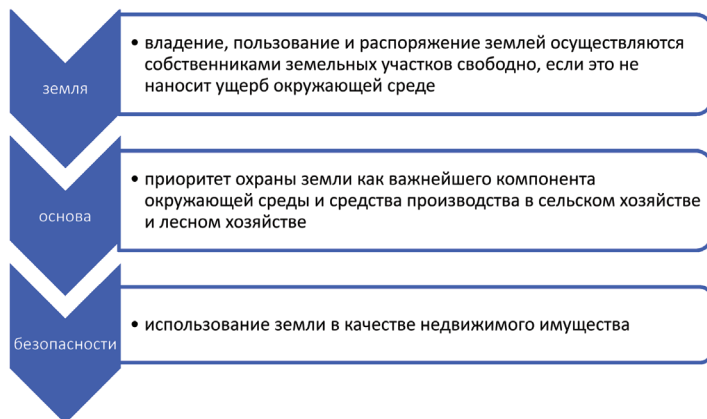 земля
• владение, пользование и распоряжение землей осуществляются
собственниками земельных участков свободно, если это не
наносит ущерб окружающей среде
основа
• приоритет охраны земли как важнейшего компонента
окружающей среды и средства производства в сельском хозяйстве
и лесном хозяйстве
безопасности
• использование земли в качестве недвижимого имущества